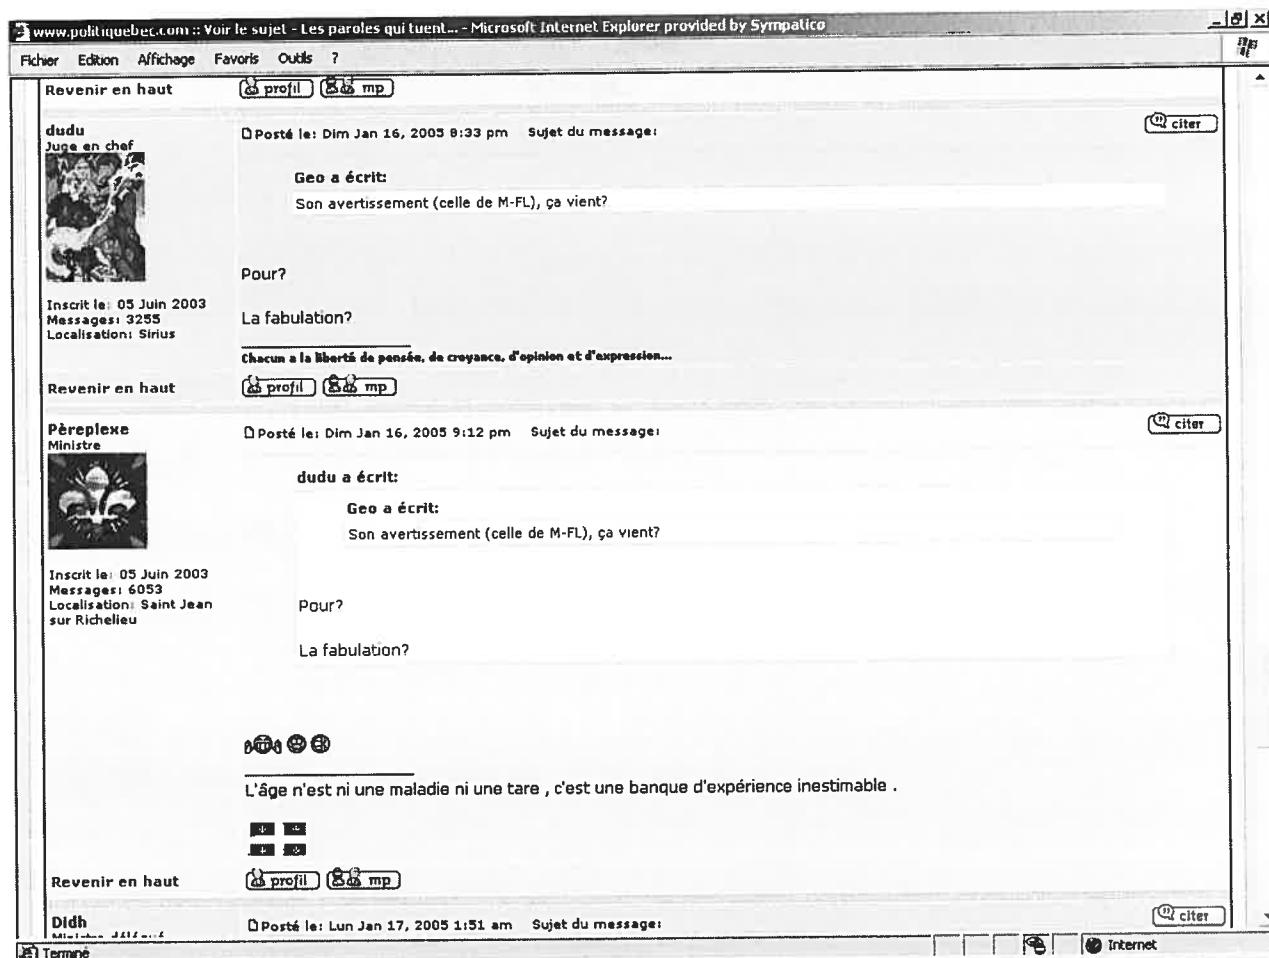 www.politiquebec.com :: Voir le sujet - Les paroles qui tuent... - Microsoft Internet Explorer provided by Sympatico
Fichier Edition Affichage Favoris Outils ?
Revenir en haut profil mp
dudu
Juge en chef
Posté le: Dim Jan 16, 2005 8:33 pm Sujet du message:
citer
Geo a écrit:
Son avertissement (celle de M-FL), ça vient?
Pour?
La fabulation?
Inscrit le: 05 Juin 2003
Messages: 3255
Localisation: Sirius
Chacun a la liberté de pensée, de croyance, d'opinion et d'expression...
Revenir en haut profil mp
Pèreplexe
Ministre
Posté le: Dim Jan 16, 2005 9:12 pm Sujet du message:
citer
dudu a écrit:
Geo a écrit:
Son avertissement (celle de M-FL), ça vient?
Pour?
La fabulation?
Inscrit le: 05 Juin 2003
Messages: 6053
Localisation: Saint Jean
sur Richelieu
L'âge n'est ni une maladie ni une tare , c'est une banque d'expérience inestimable .
Revenir en haut profil mp
Didh
Ministre délégué
Posté le: Lun Jan 17, 2005 1:51 am Sujet du message:
citer
Terminé Internet